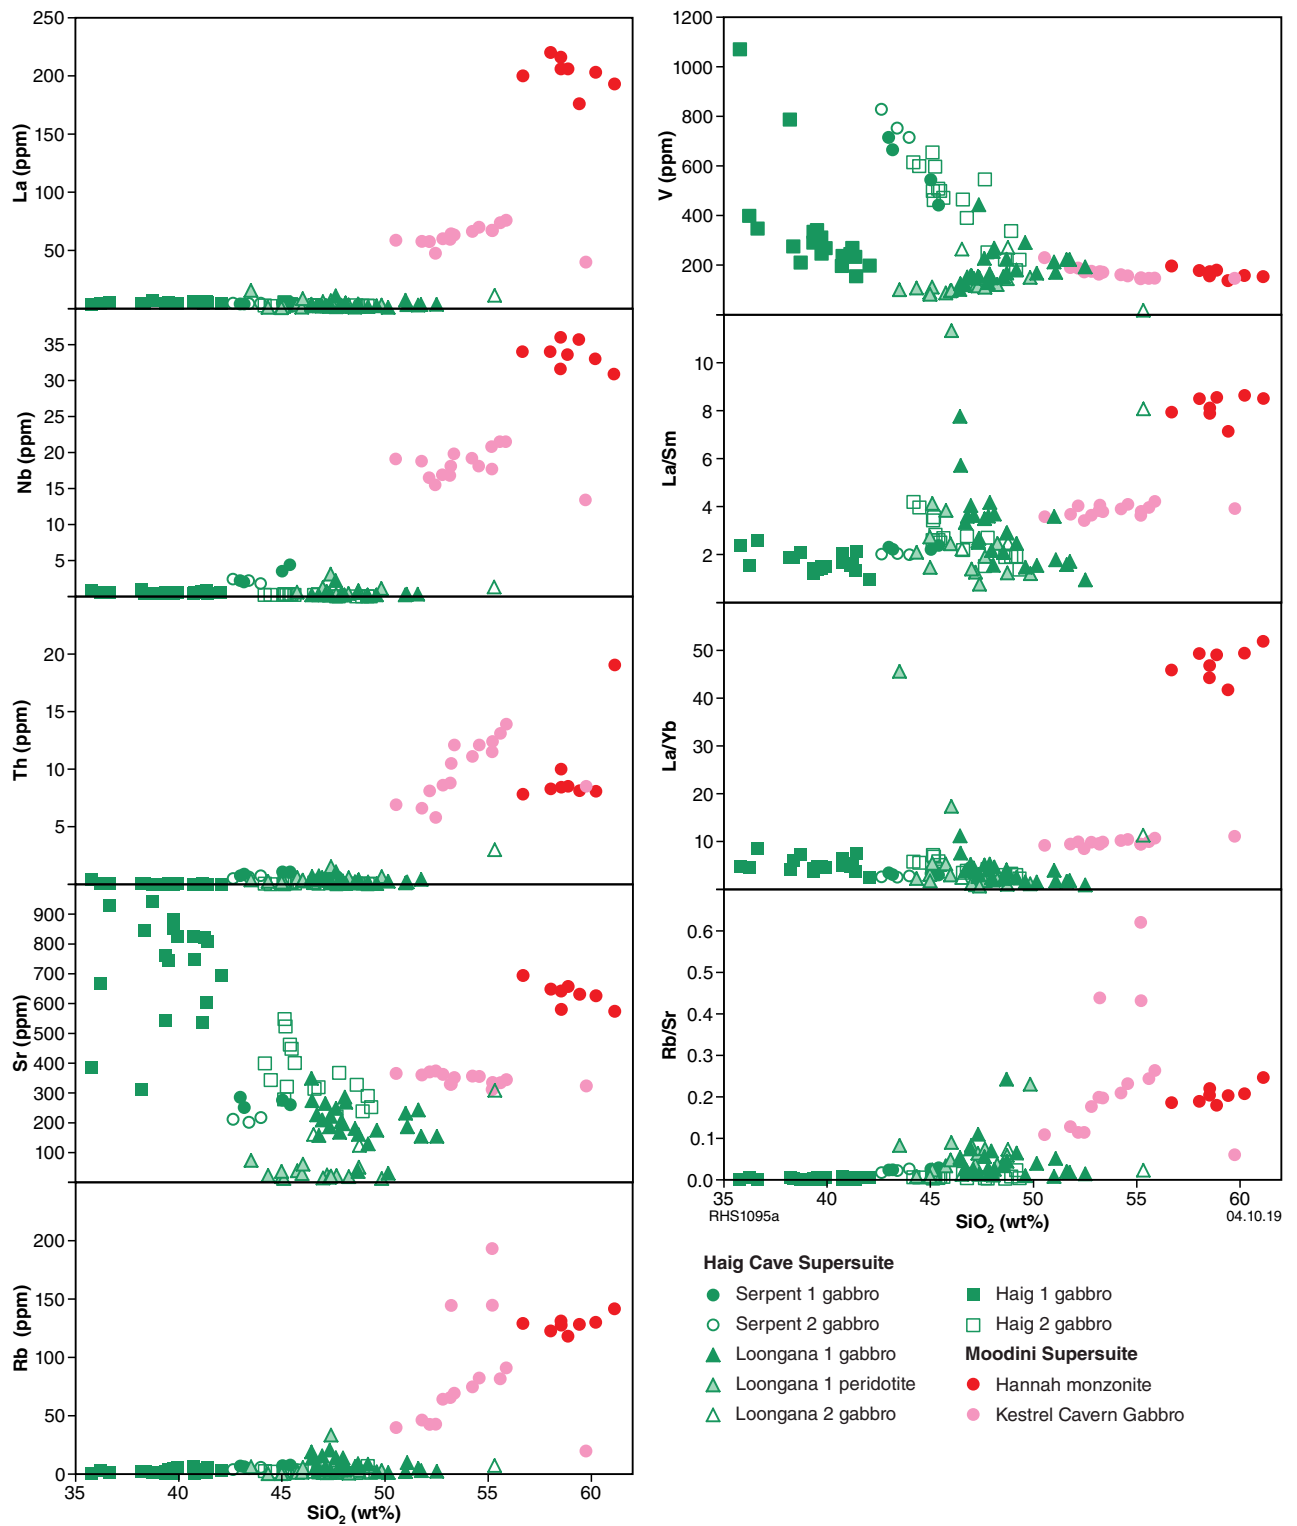 250
200
150
100
50
La (ppm)
35
30
25
20
15
10
5
Nb (ppm)
20
15
10
5
Th (ppm)
900
800
700
600
500
400
300
200
100
Sr (ppm)
200
150
100
50
0
Rb (ppm)
35 40 45 50 55 60
SiO2 (wt%)
1200
1000
800
600
400
200
V (ppm)
10
8
6
4
2
La/Sm
50
40
30
20
10
La/Yb
0.6
0.5
0.4
0.3
0.2
0.1
0.0
Rb/Sr
35 40 45 50 55 60
RHS1095a SiO2 (wt%) 04.10.19
Haig Cave Supersuite
Serpent 1 gabbro
Serpent 2 gabbro
Loongana 1 gabbro
Loongana 1 peridotite
Loongana 2 gabbro
Haig 1 gabbro
Haig 2 gabbro
Moodini Supersuite
Hannah monzonite
Kestrel Cavern Gabbro